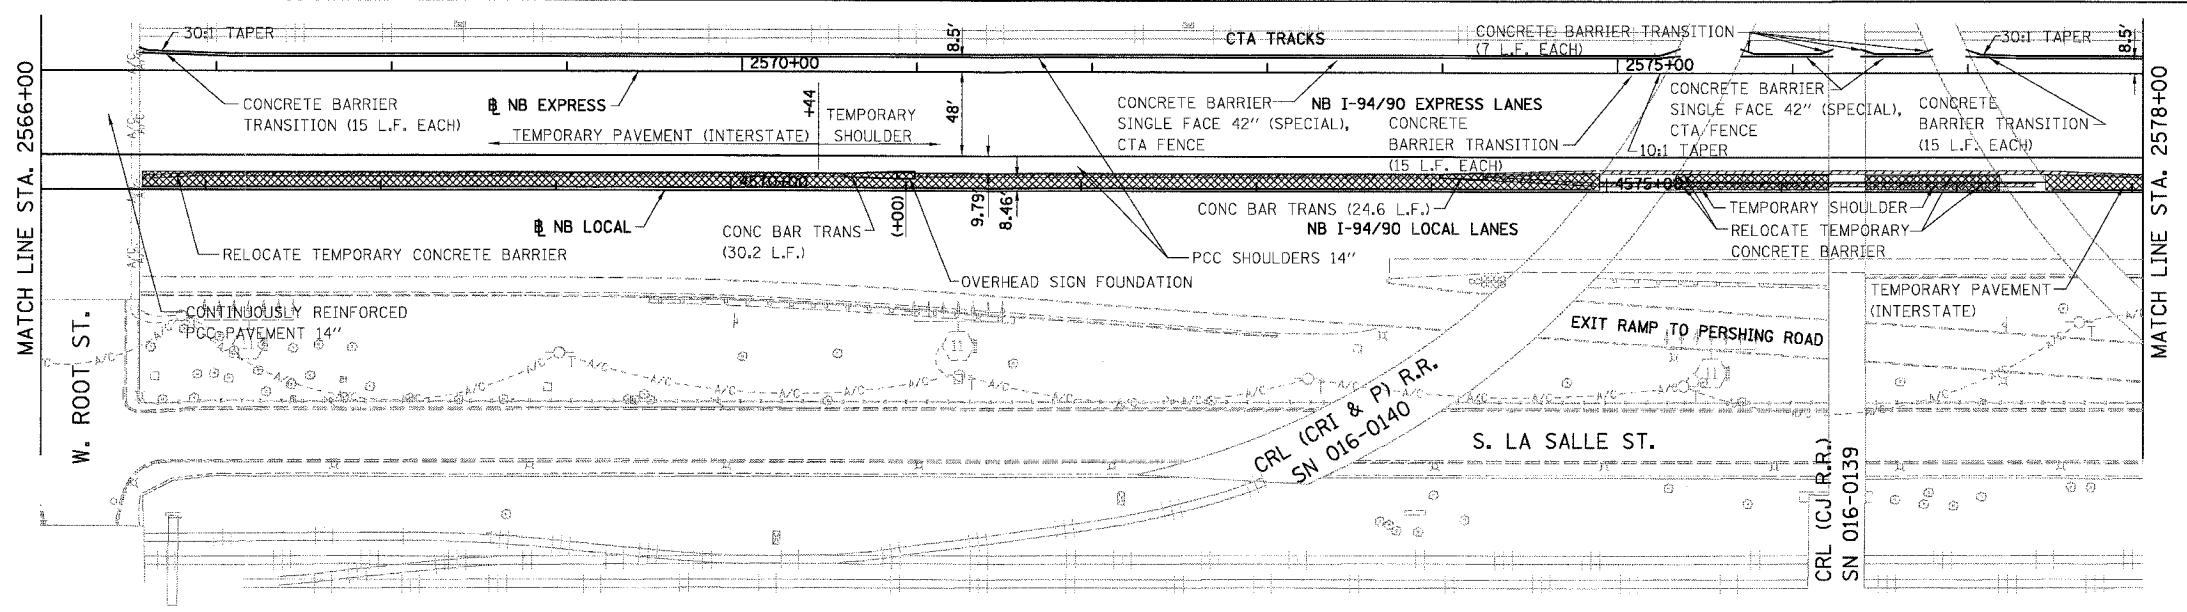 MATCH LINE STA. 2566+00
30:1 TAPER
8.5'
CTA TRACKS
CONCRETE BARRIER TRANSITION
(7 L.F. EACH)
30:1 TAPER
8.5'
2570+00
2575+00
CONCRETE BARRIER
TRANSITION (15 L.F. EACH)
NB EXPRESS
+44
TEMPORARY PAVEMENT (INTERSTATE)
TEMPORARY
SHOULDER
48'
CONCRETE BARRIER
SINGLE FACE 42" (SPECIAL),
CTA FENCE
NB I-94/90 EXPRESS LANES
CONCRETE
BARRIER TRANSITION
(15 L.F. EACH)
10:1 TAPER
CONCRETE BARRIER
SINGLE FACE 42" (SPECIAL),
CTA FENCE
CONCRETE
BARRIER TRANSITION
(15 L.F. EACH)
MATCH LINE STA. 2578+00
4570+00
4575+00
NB LOCAL
RELOCATE TEMPORARY CONCRETE BARRIER
CONC BAR TRANS
(30.2 L.F.)
(+00)
9.79'
8.46'
CONC BAR TRANS (24.6 L.F.)
NB I-94/90 LOCAL LANES
PCC SHOULDERS 14"
OVERHEAD SIGN FOUNDATION
TEMPORARY SHOULDER
RELOCATE TEMPORARY
CONCRETE BARRIER
TEMPORARY PAVEMENT
(INTERSTATE)
CONTINUOUSLY REINFORCED
PCC PAVEMENT 14"
EXIT RAMP TO PERSHING ROAD
11
11
11
W. ROOT ST.
CRL (CRI & P) R.R.
SN 016-0140
S. LA SALLE ST.
CRL (CJ R.R.)
SN 016-0139